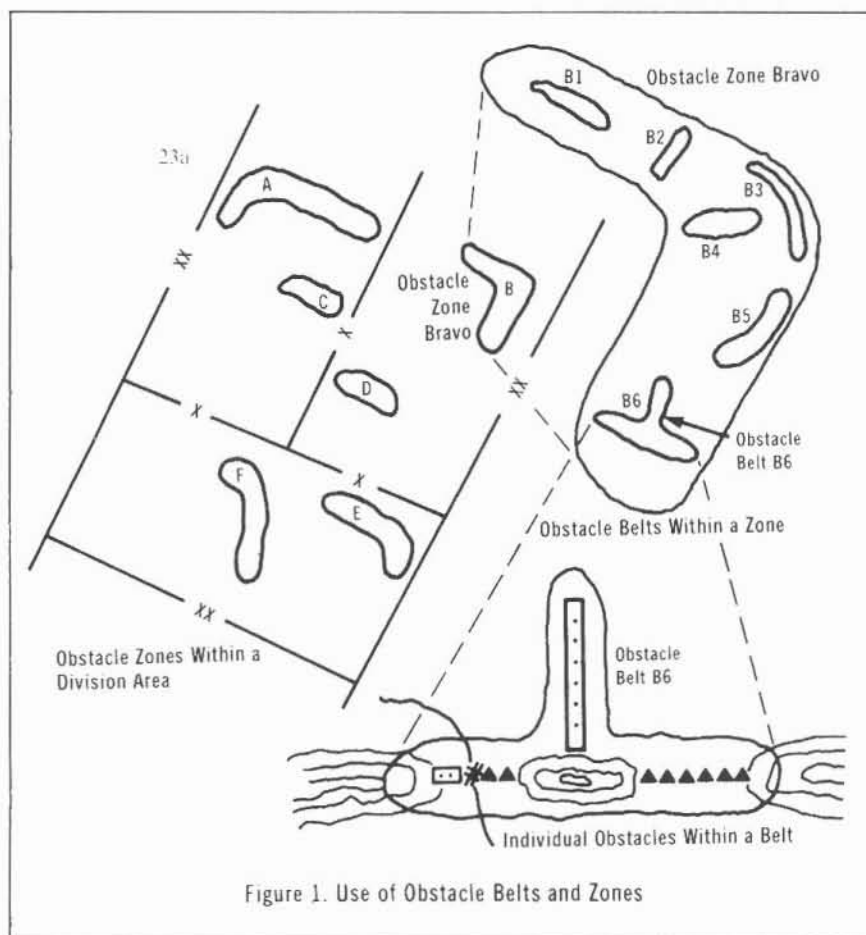 B1
Obstacle Zone Bravo
B2
23a
A
B3
B4
XX
Obstacle
Zone
Bravo
B
C
X
B5
D
XX
B6
X
Obstacle
Belt B6
F
X
E
Obstacle Belts Within a Zone
XX
Obstacle Zones Within a
Division Area
Obstacle
Belt B6
Individual Obstacles Within a Belt
Figure 1. Use of Obstacle Belts and Zones